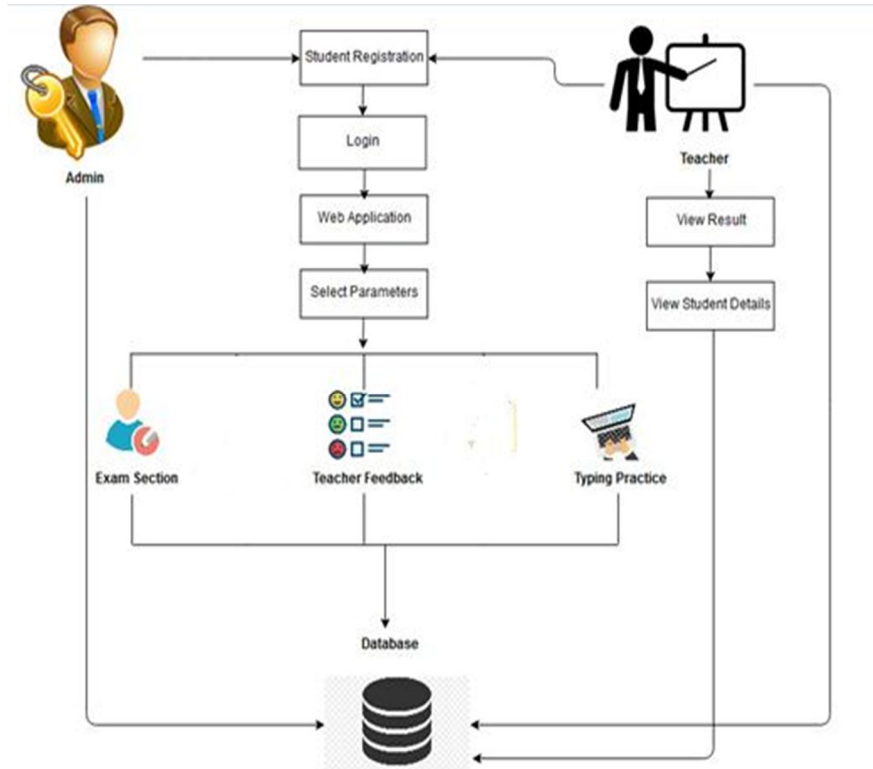 Student Registration
Login
Admin
Teacher
Web Application
View Result
Select Parameters
View Student Details
Exam Section
Teacher Feedback
Typing Practice
Database